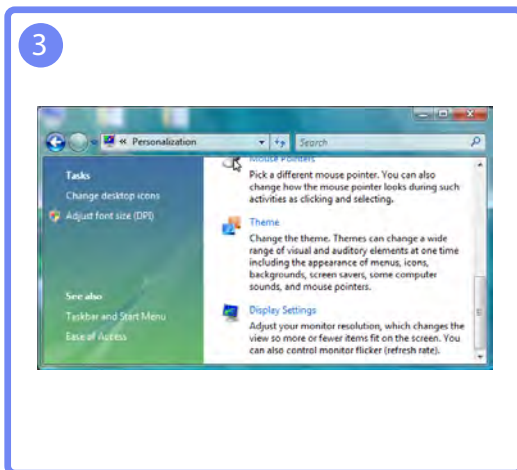 3
« Personalization
Search
Tasks
Change desktop icons
Adjust font size (DPI)
See also
Taskbar and Start Menu
Ease of Access
Mouse Pointers
Pick a different mouse pointer. You can also
change how the mouse pointer looks during such
activities as clicking and selecting.
Theme
Change the theme. Themes can change a wide
range of visual and auditory elements at one time
including the appearance of menus, icons,
backgrounds, screen savers, some computer
sounds, and mouse pointers.
Display Settings
Adjust your monitor resolution, which changes the
view so more or fewer items fit on the screen. You
can also control monitor flicker (refresh rate).